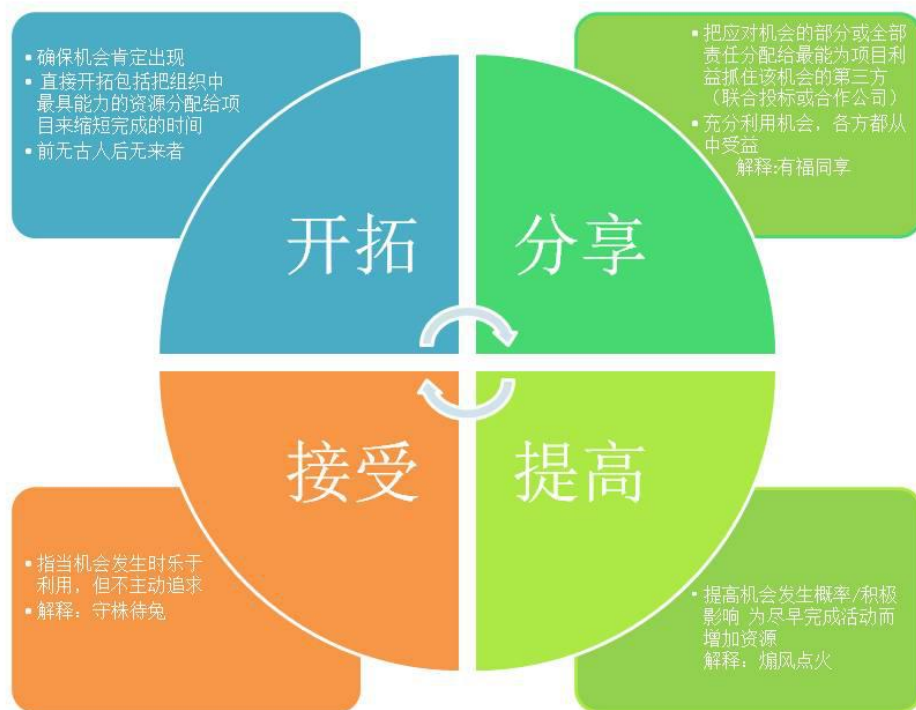 • 确保机会肯定出现
• 直接开拓包括把组织中
最具能力的资源分配给项
目来缩短完成的时间
• 前无古人后无来者
• 把应对机会的部分或全部
责任分配给最能为项目利
益抓住该机会的第三方
（联合投标或合作公司）
• 充分利用机会，各方都从
中受益
解释:有福同享
开拓
分享
接受
提高
• 指当机会发生时乐于
利用，但不主动追求
• 解释：守株待兔
• 提高机会发生概率/积极
影响 为尽早完成活动而
增加资源
解释：煽风点火